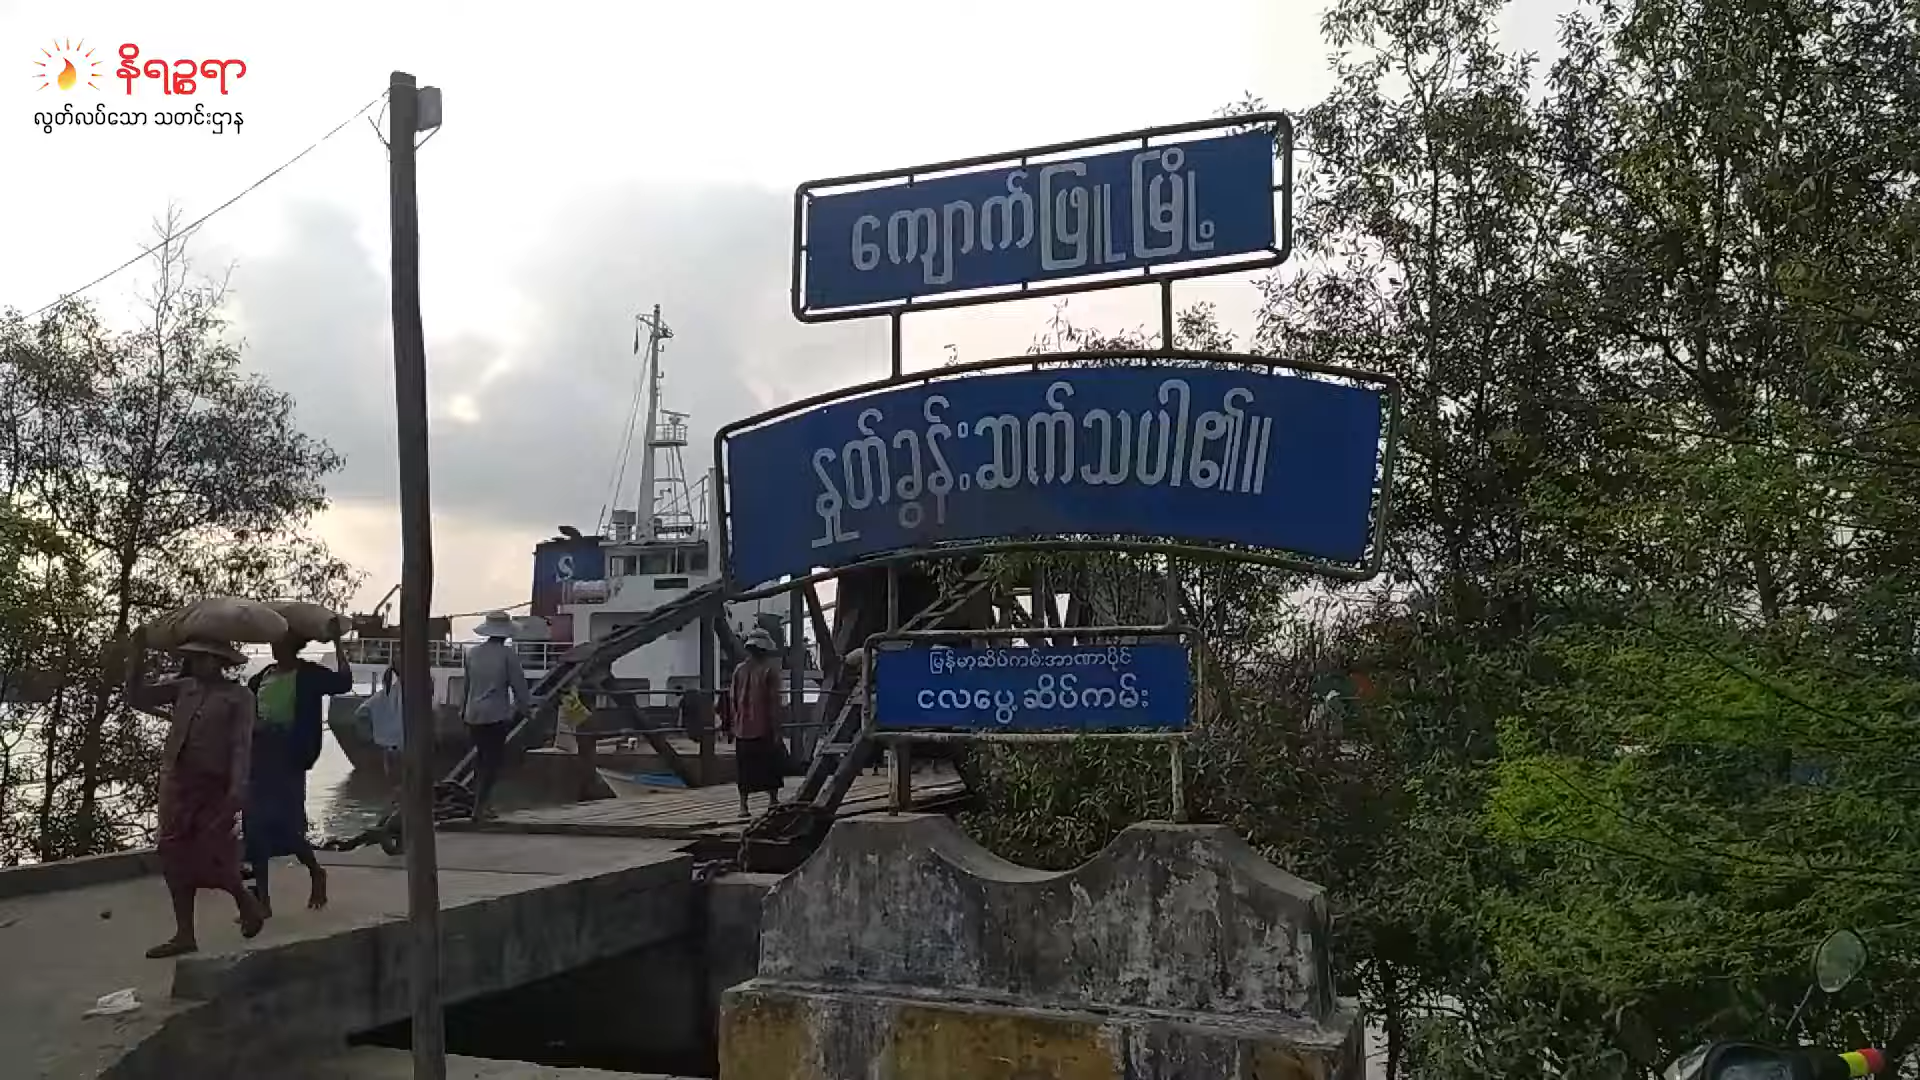 နိရဉ္စရာ
လွတ်လပ်သော သတင်းဌာန
ကျောက်ဖြူမြို့
နှုတ်ခွန်းဆက်သပါ၏။
မြန်မာ့ဆိပ်ကမ်းအာဏာပိုင်
ငလပွေ့ဆိပ်ကမ်း
S